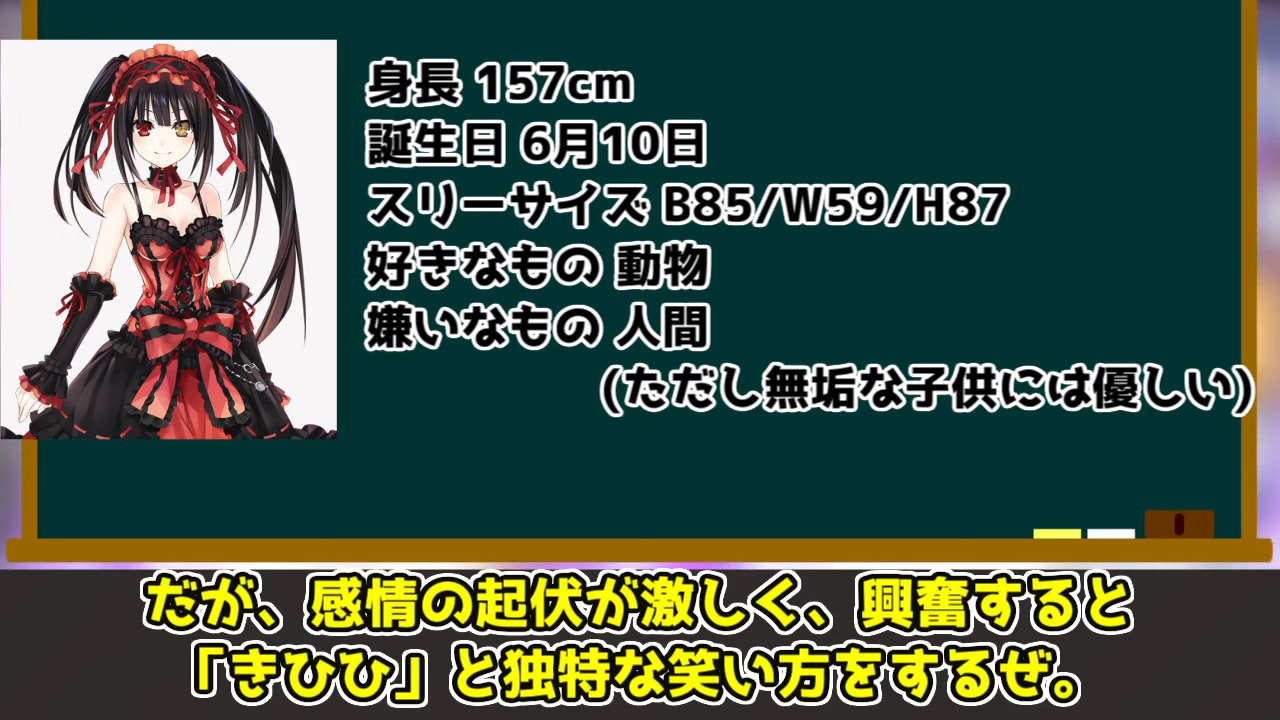 身長 157cm
誕生日 6月10日
スリーサイズ B85/W59/H87
好きなもの 動物
嫌いなもの 人間
(ただし無垢な子供には優しい)
だが、感情の起伏が激しく、興奮すると
「きひひ」と独特な笑い方をするぜ。